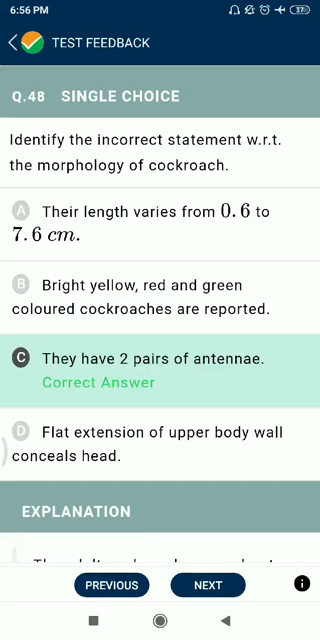 6:56 PM
37
TEST FEEDBACK
Q.48 SINGLE CHOICE
Identify the incorrect statement w.r.t.
the morphology of cockroach.
A Their length varies from 0.6 to
7.6 cm.
B Bright yellow, red and green
coloured cockroaches are reported.
C They have 2 pairs of antennae.
Correct Answer
D Flat extension of upper body wall
conceals head.
EXPLANATION
PREVIOUS
NEXT